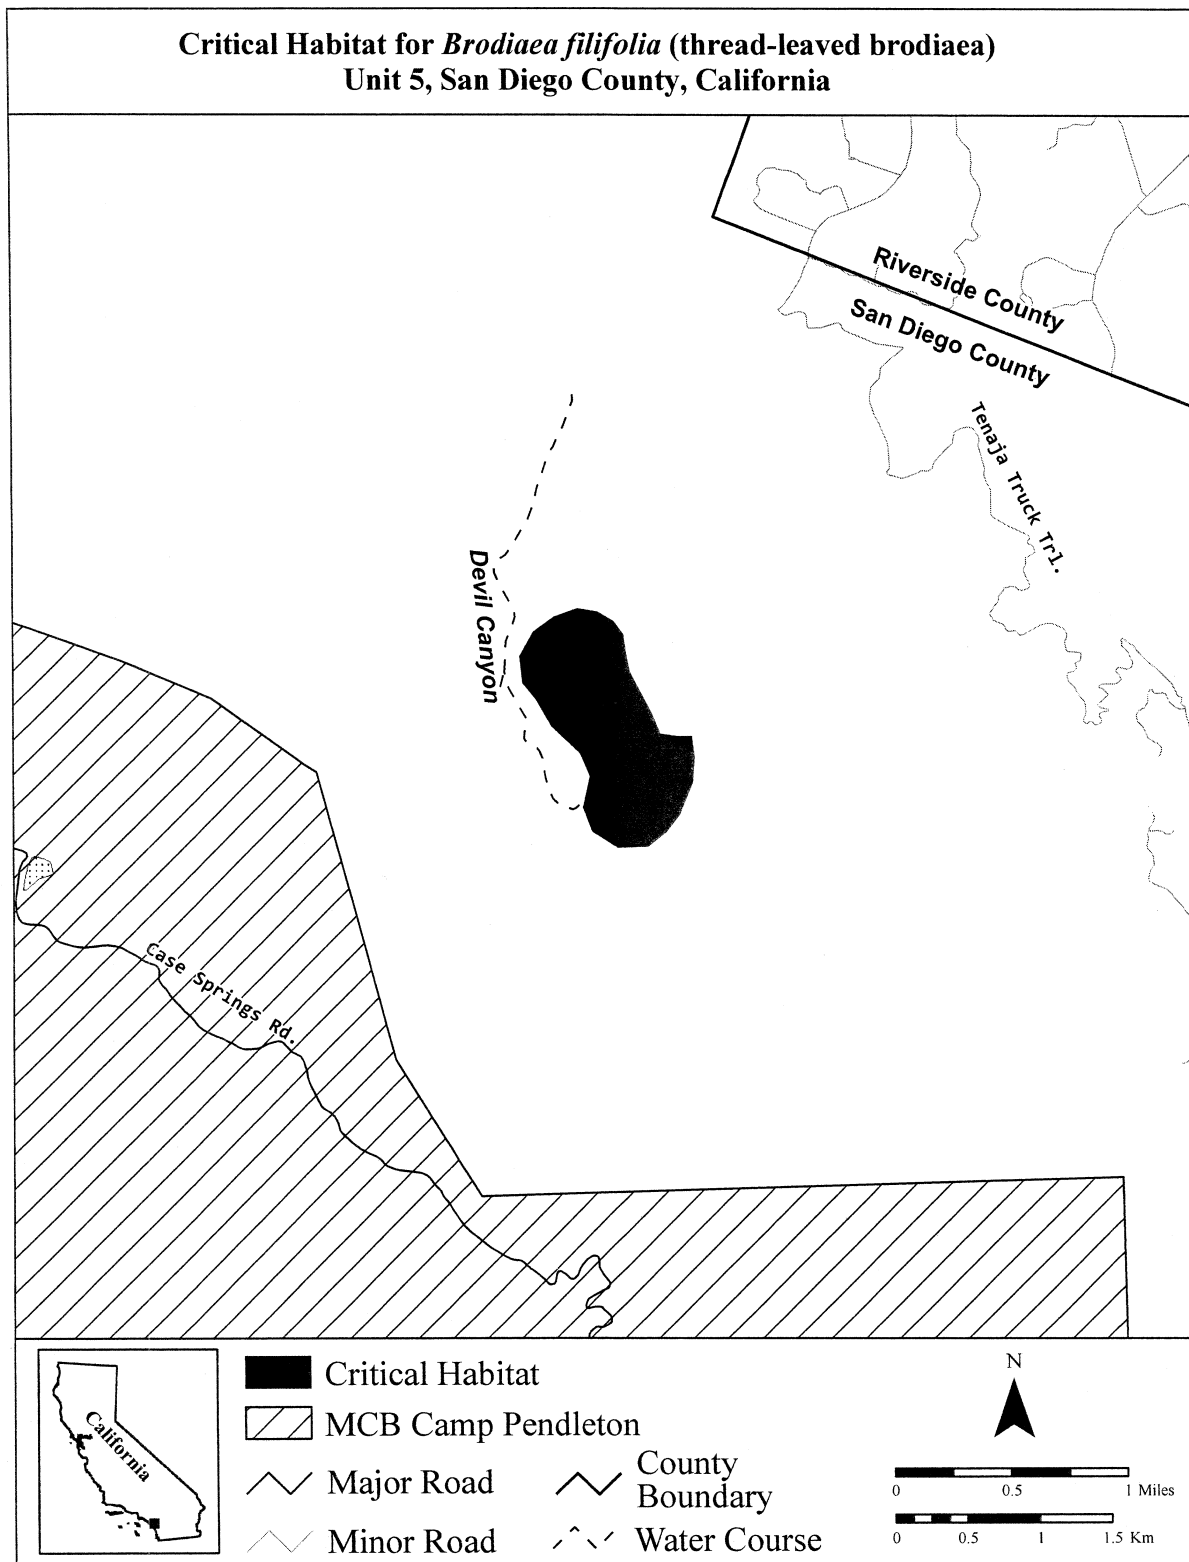 Critical Habitat for Brodiaea filifolia (thread-leaved brodiaea)
Unit 5, San Diego County, California
Riverside County
San Diego County
Tenaja Truck Trl.
Devil Canyon
Case Springs Rd.
California
Critical Habitat
MCB Camp Pendleton
Major Road
County
Boundary
Minor Road
Water Course
N
0 0.5 1 Miles
0 0.5 1 1.5 Km